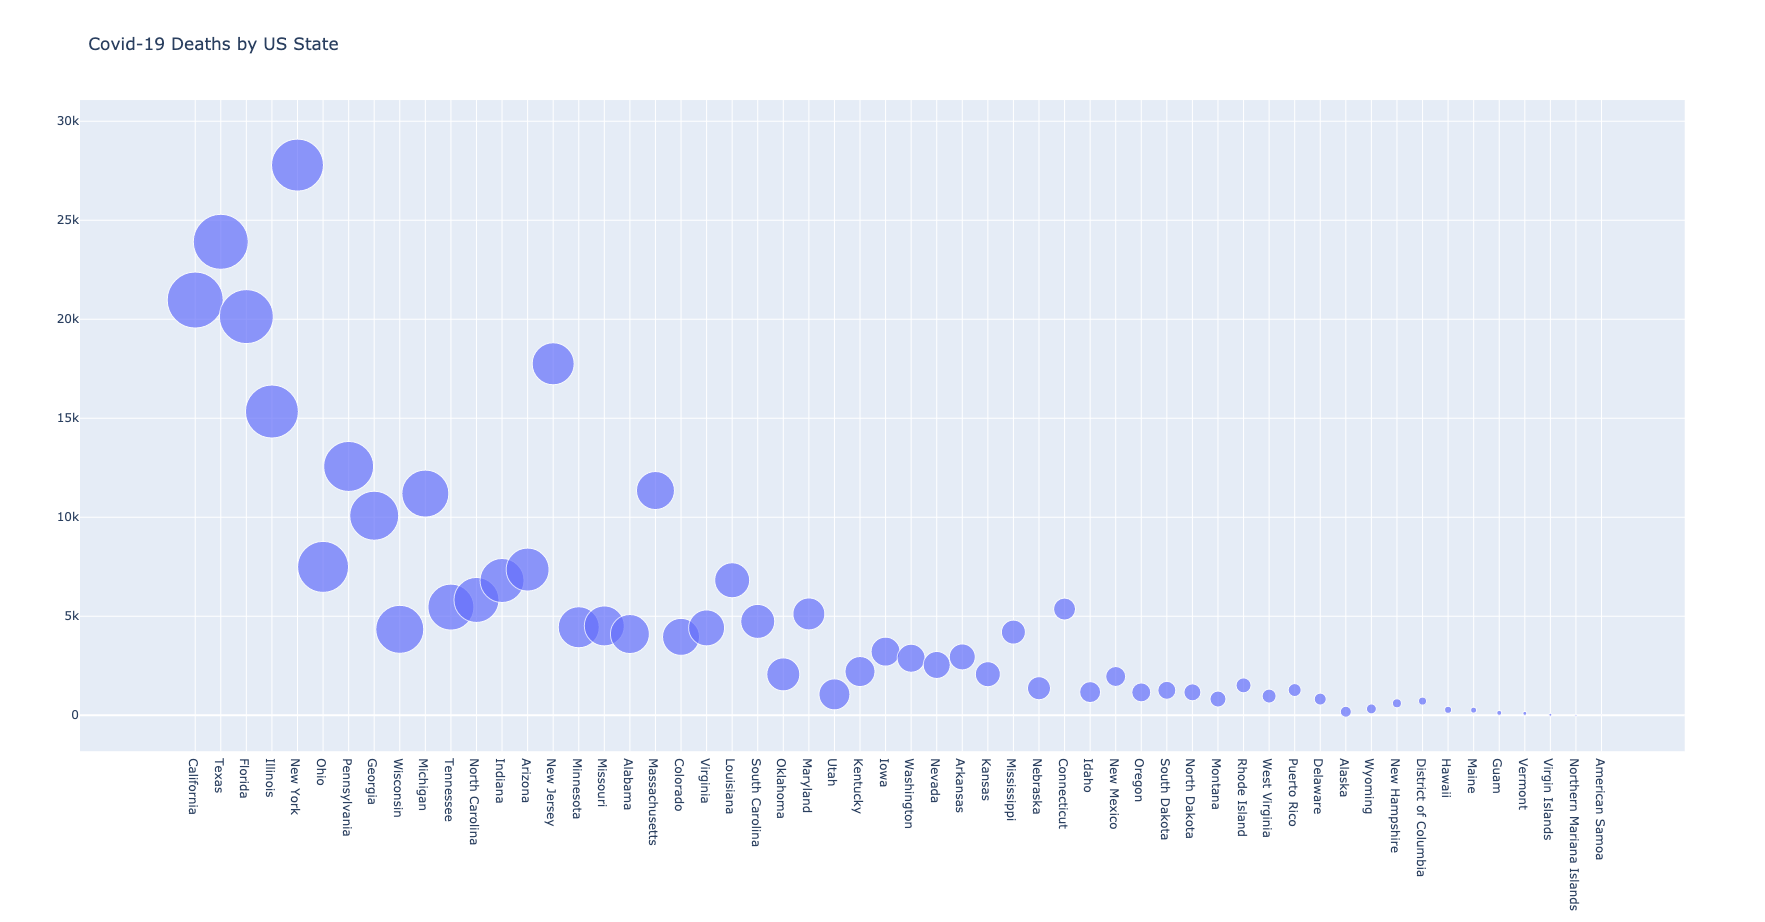 Covid-19 Deaths by US State
30k
25k
20k
15k
10k
5k
0
California
Texas
Florida
Illinois
New York
Ohio
Pennsylvania
Georgia
Wisconsin
Michigan
Tennessee
North Carolina
Indiana
Arizona
New Jersey
Minnesota
Missouri
Alabama
Massachusetts
Colorado
Virginia
Louisiana
South Carolina
Oklahoma
Maryland
Utah
Kentucky
Iowa
Washington
Nevada
Arkansas
Kansas
Mississippi
Nebraska
Connecticut
Idaho
New Mexico
Oregon
South Dakota
North Dakota
Montana
Rhode Island
West Virginia
Puerto Rico
Delaware
Alaska
Wyoming
New Hampshire
District of Columbia
Hawaii
Maine
Guam
Vermont
Virgin Islands
Northern Mariana Islands
American Samoa